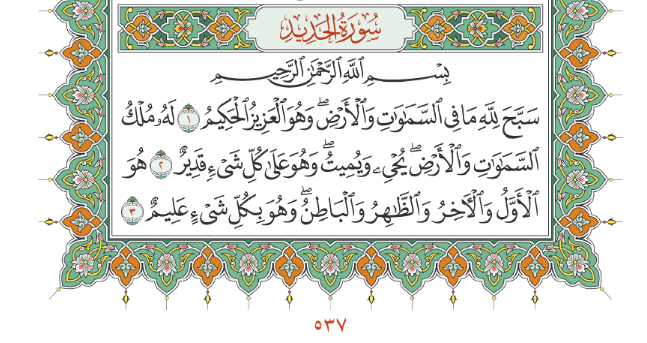 سُورَةُ الحَدِيدِ
بِسْمِ ٱللَّهِ ٱلرَّحْمَٰنِ ٱلرَّحِيمِ
سَبَّحَ لِلَّهِ مَا فِي ٱلسَّمَٰوَٰتِ وَٱلْأَرْضِۖ وَهُوَ ٱلْعَزِيزُ ٱلْحَكِيمُ ١ لَهُۥ مُلْكُ
ٱلسَّمَٰوَٰتِ وَٱلْأَرْضِۖ يُحْيِۦ وَيُمِيتُۖ وَهُوَ عَلَىٰ كُلِّ شَيْءٍ قَدِيرٌ ٢ هُوَ
ٱلْأَوَّلُ وَٱلْأٓخِرُ وَٱلظَّٰهِرُ وَٱلْبَاطِنُۖ وَهُوَ بِكُلِّ شَيْءٍ عَلِيمٌ ٣
٥٣٧